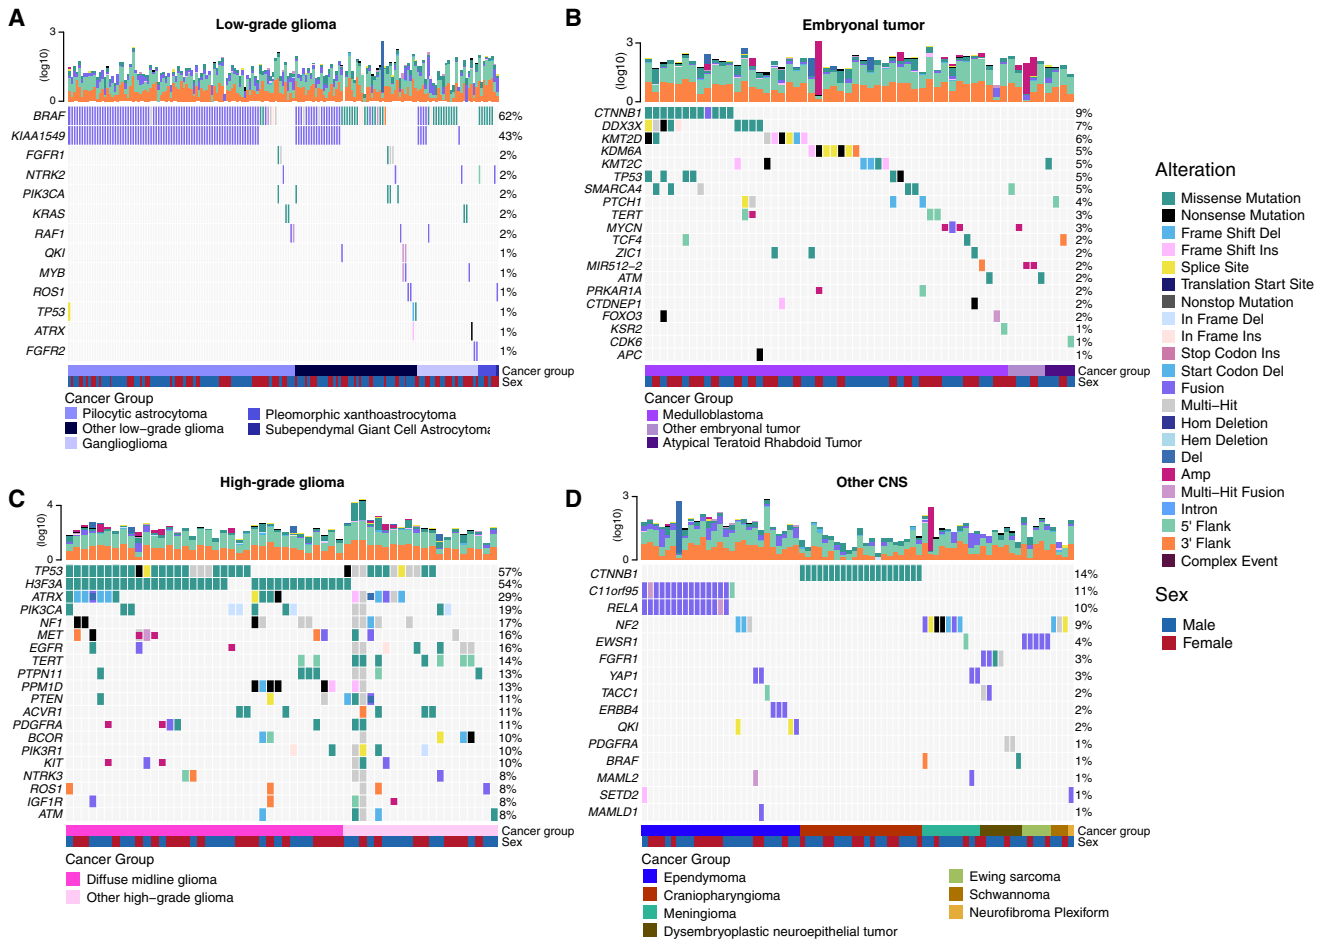 A
Low-grade glioma
3
(log10)
0
BRAF 62%
KIAA1549 43%
FGFR1 2%
NTRK2 2%
PIK3CA 2%
KRAS 2%
RAF1 2%
QKI 1%
MYB 1%
ROS1 1%
TP53 1%
ATRX 1%
FGFR2 1%
Cancer group
Sex
Cancer Group
Pilocytic astrocytoma
Other low−grade glioma
Ganglioglioma
Pleomorphic xanthoastrocytoma
Subependymal Giant Cell Astrocytoma
B
Embryonal tumor
3
(log10)
0
CTNNB1 9%
DDX3X 7%
KMT2D 6%
KDM6A 5%
KMT2C 5%
TP53 5%
SMARCA4 5%
PTCH1 4%
TERT 3%
MYCN 3%
TCF4 2%
ZIC1 2%
MIR512−2 2%
ATM 2%
PRKAR1A 2%
CTDNEP1 2%
FOXO3 2%
KSR2 1%
CDK6 1%
APC 1%
Cancer group
Sex
Cancer Group
Medulloblastoma
Other embryonal tumor
Atypical Teratoid Rhabdoid Tumor
C
High-grade glioma
4
(log10)
0
TP53 57%
H3F3A 54%
ATRX 29%
PIK3CA 19%
NF1 17%
MET 16%
EGFR 16%
TERT 14%
PTPN11 13%
PPM1D 13%
PTEN 11%
ACVR1 11%
PDGFRA 11%
BCOR 10%
PIK3R1 10%
KIT 10%
NTRK3 8%
ROS1 8%
IGF1R 8%
ATM 8%
Cancer group
Sex
Cancer Group
Diffuse midline glioma
Other high−grade glioma
D
Other CNS
3
(log10)
0
CTNNB1 14%
C11orf95 11%
RELA 10%
NF2 9%
EWSR1 4%
FGFR1 3%
YAP1 3%
TACC1 2%
ERBB4 2%
QKI 2%
PDGFRA 1%
BRAF 1%
MAML2 1%
SETD2 1%
MAMLD1 1%
Cancer group
Sex
Cancer Group
Ependymoma
Craniopharyngioma
Meningioma
Dysembryoplastic neuroepithelial tumor
Ewing sarcoma
Schwannoma
Neurofibroma Plexiform
Alteration
Missense Mutation
Nonsense Mutation
Frame Shift Del
Frame Shift Ins
Splice Site
Translation Start Site
Nonstop Mutation
In Frame Del
In Frame Ins
Stop Codon Ins
Start Codon Del
Fusion
Multi−Hit
Hom Deletion
Hem Deletion
Del
Amp
Multi−Hit Fusion
Intron
5' Flank
3' Flank
Complex Event
Sex
Male
Female